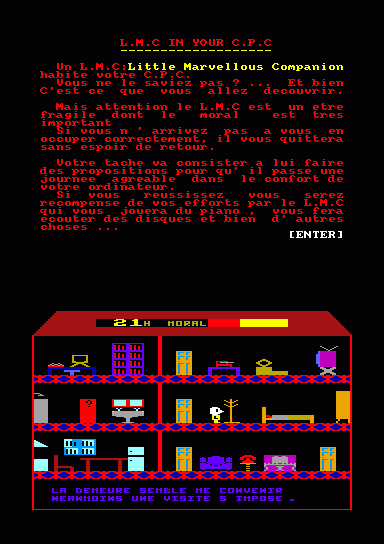 L.M.C IN YOUR C.P.C
Un L.M.C:Little Marvellous Companion
habite votre C.P.C.
Vous ne le saviez pas ? ... Et bien
C'est ce que vous allez decouvrir.
Mais attention le L.M.C est un etre
fragile dont le moral est tres
important
Si vous n 'arrivez pas a vous en
occuper correctement, il vous quittera
sans espoir de retour.
Votre tache va consister a lui faire
des propositions pour qu' il passe une
journee agreable dans le confort de
votre ordinateur.
Si vous reussissez vous serez
recompense de vos efforts par le L.M.C
qui vous jouera du piano , vous fera
ecouter des disques et bien d' autres
choses ...
[ENTER]
21H MORAL
?
LA DEMEURE SEMBLE ME CONVENIR
NEANMOINS UNE VISITE S IMPOSE .